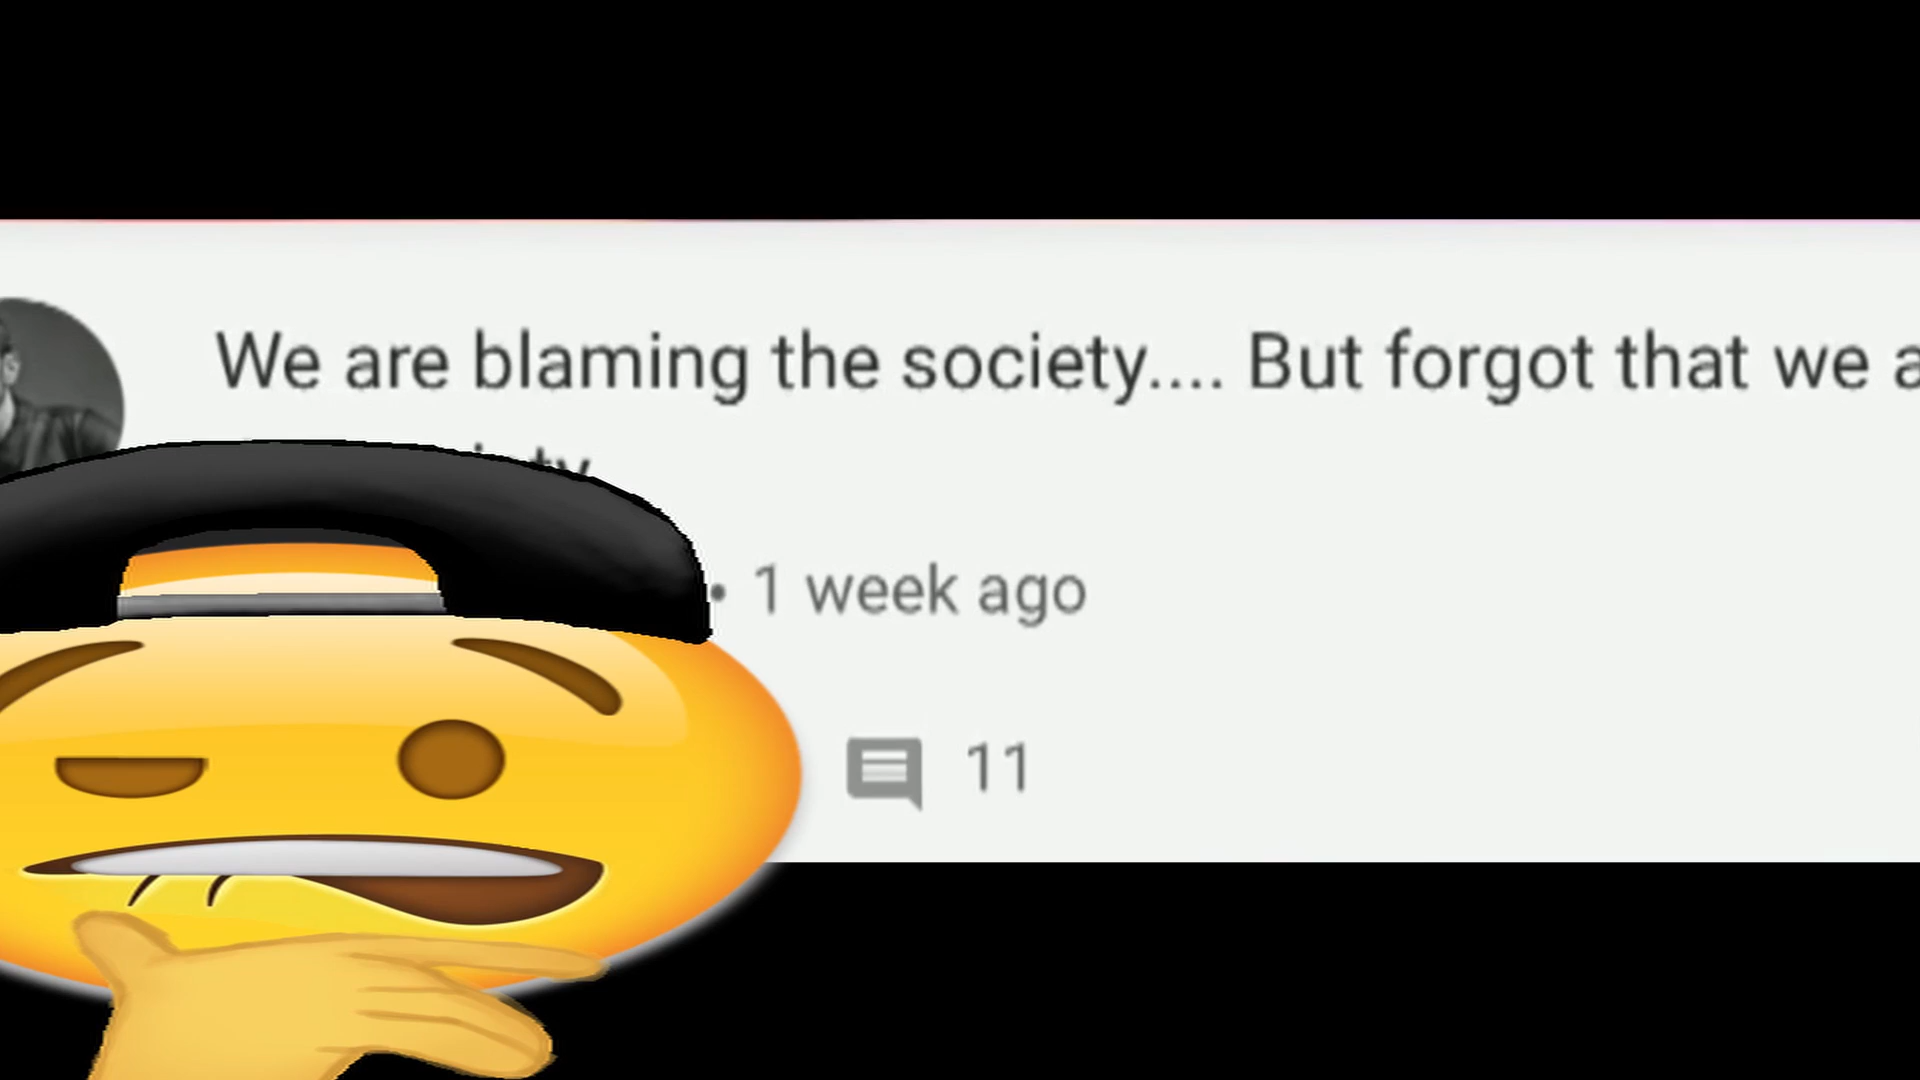 We are blaming the society.... But forgot that we
• 1 week ago
11